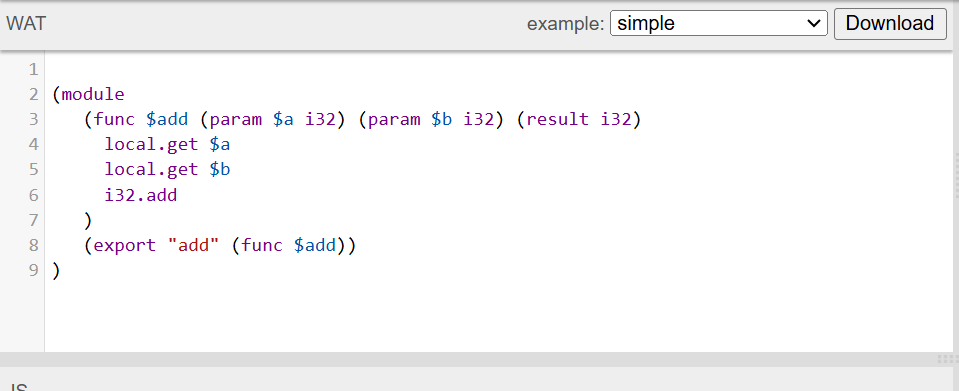 WAT example: simple Download
1
2 (module
3 (func $add (param $a i32) (param $b i32) (result i32)
4 local.get $a
5 local.get $b
6 i32.add
7 )
8 (export "add" (func $add))
9 )
JS